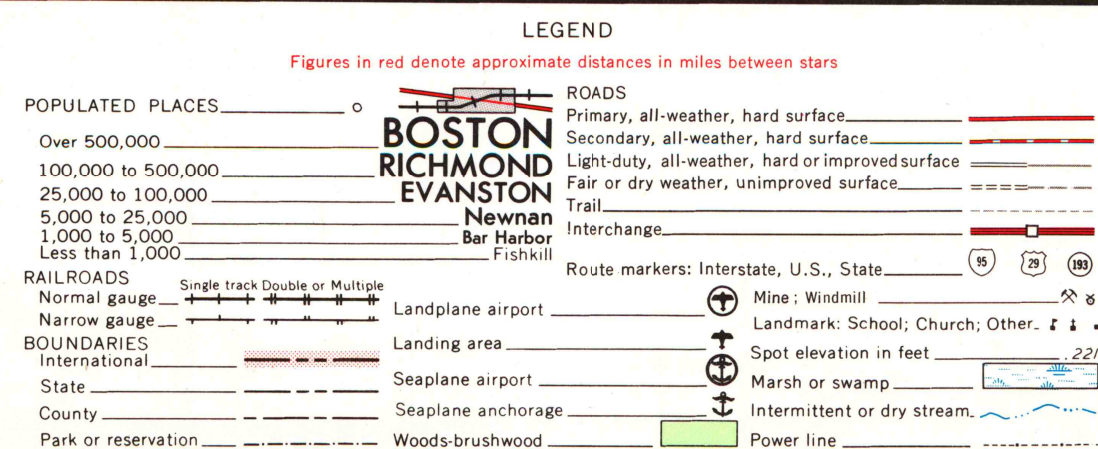 LEGEND
Figures in red denote approximate distances in miles between stars
POPULATED PLACES
Over 500,000 BOSTON
100,000 to 500,000 RICHMOND
25,000 to 100,000 EVANSTON
5,000 to 25,000 Newnan
1,000 to 5,000 Bar Harbor
Less than 1,000 Fishkill
RAILROADS
Single track Double or Multiple
Normal gauge
Narrow gauge
BOUNDARIES
International
State
County
Park or reservation
Landplane airport
Landing area
Seaplane airport
Seaplane anchorage
Woods-brushwood
ROADS
Primary, all-weather, hard surface
Secondary, all-weather, hard surface
Light-duty, all-weather, hard or improved surface
Fair or dry weather, unimproved surface
Trail
Interchange
Route markers: Interstate, U.S., State 95 29 193
Mine; Windmill
Landmark: School; Church; Other
Spot elevation in feet .221
Marsh or swamp
Intermittent or dry stream
Power line